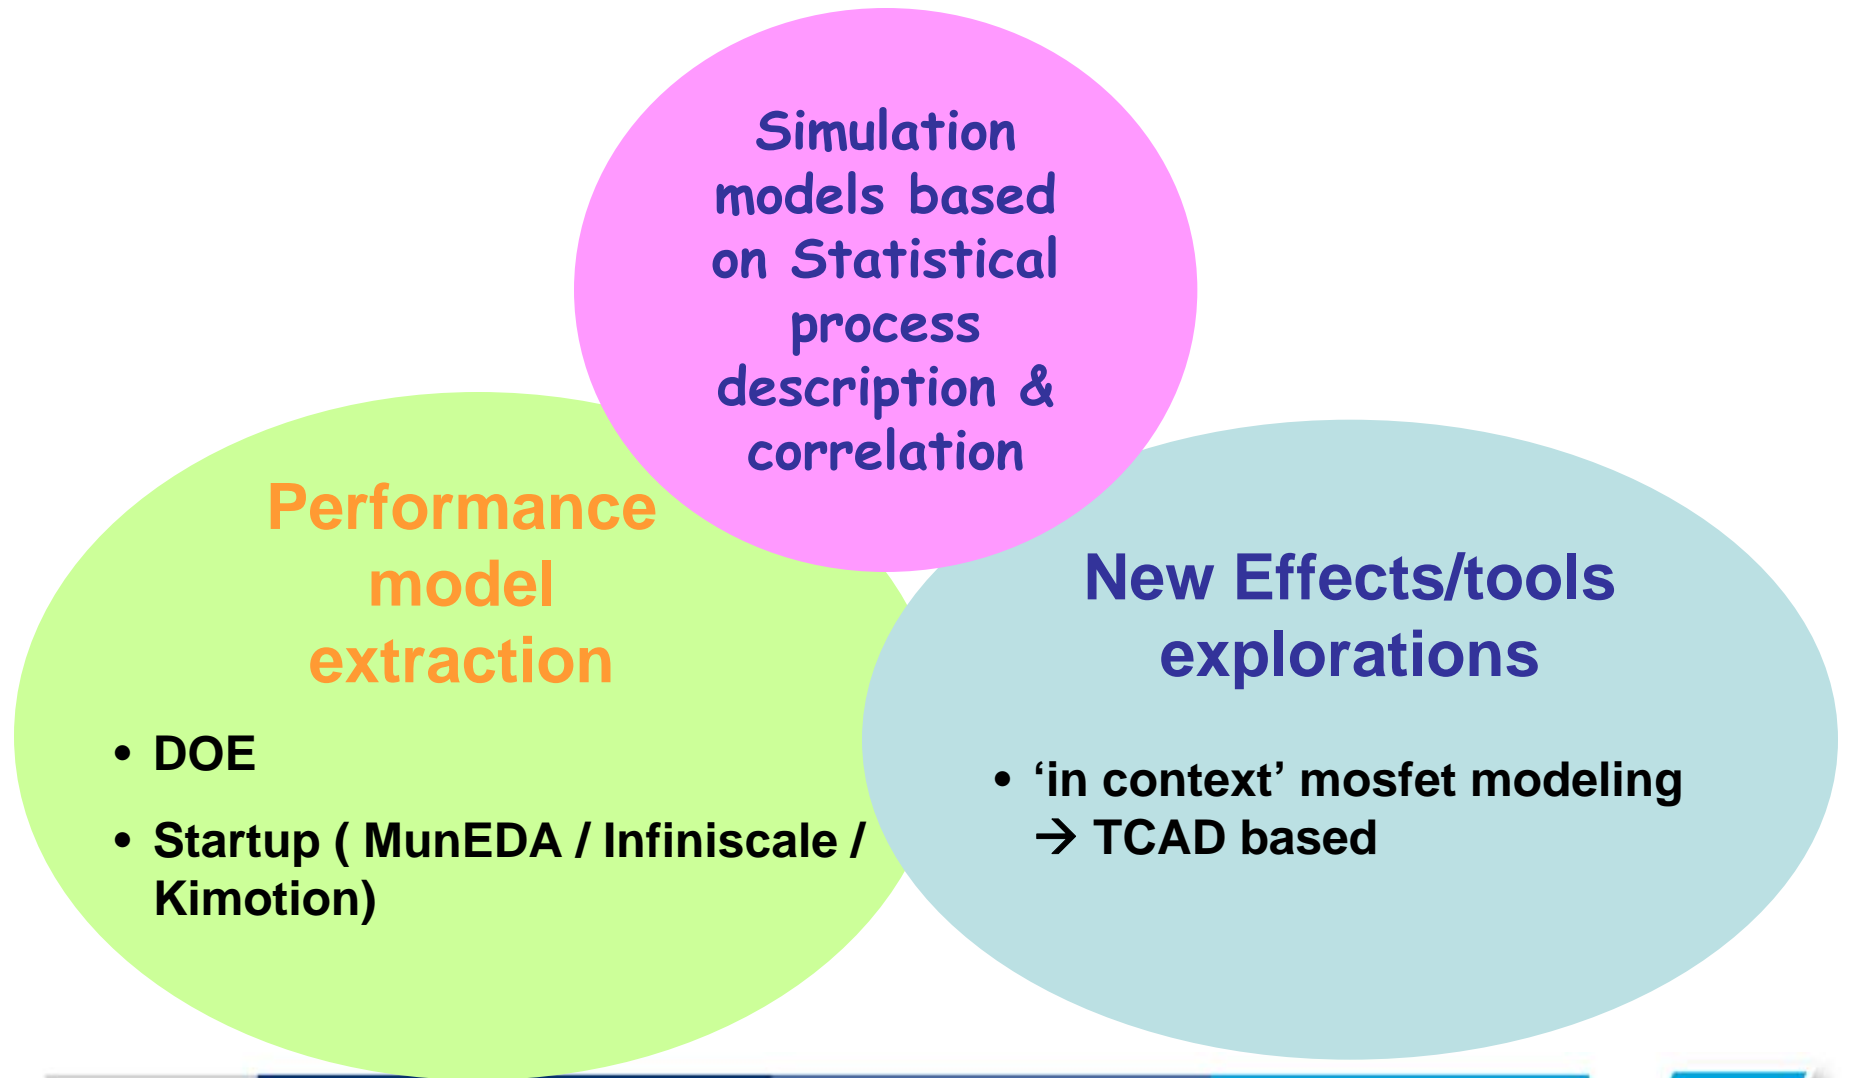 Simulation
models based
on Statistical
process
description &
correlation
Performance
model
extraction
• DOE
• Startup ( MunEDA / Infiniscale /
Kimotion)
New Effects/tools
explorations
• ‘in context’ mosfet modeling
→ TCAD based